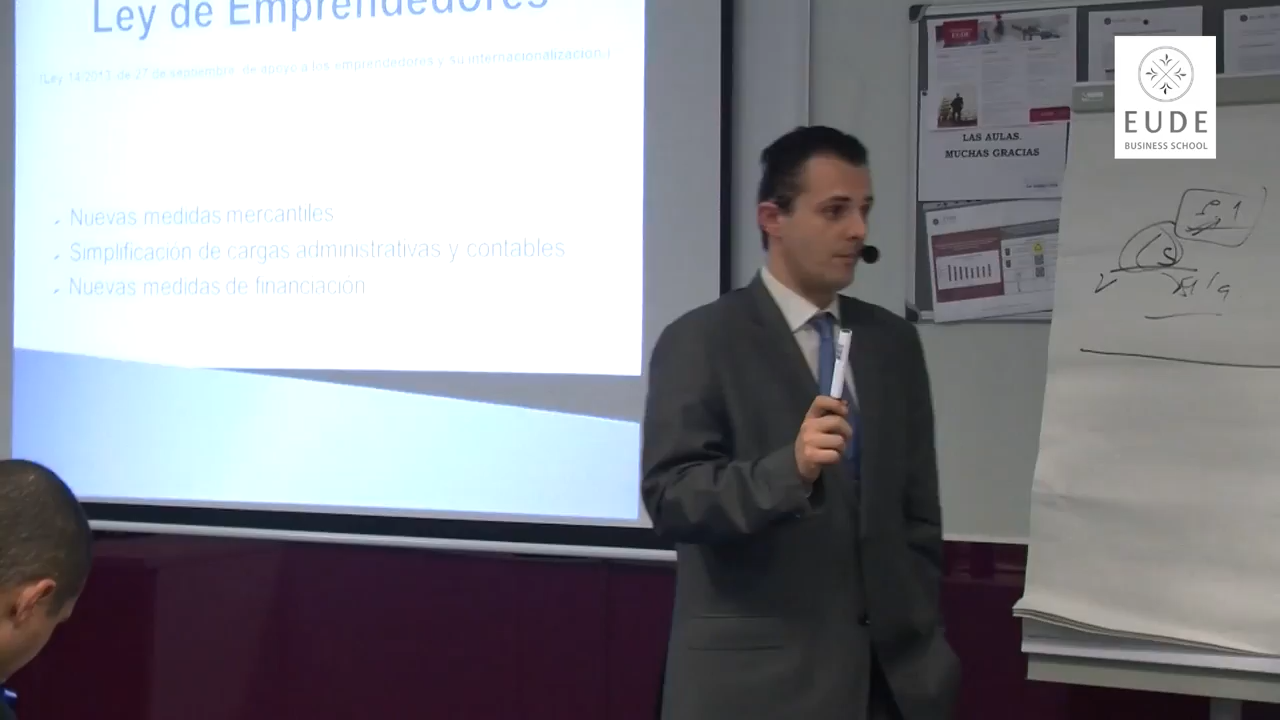 Ley de Emprendedores
(Ley 14/2013, de 27 de septiembre, de apoyo a los emprendedores y su internacionalización)
Nuevas medidas mercantiles
Simplificación de cargas administrativas y contables
Nuevas medidas de financiación
LAS AULAS.
MUCHAS GRACIAS
EUDE
EUDE
BUSINESS SCHOOL